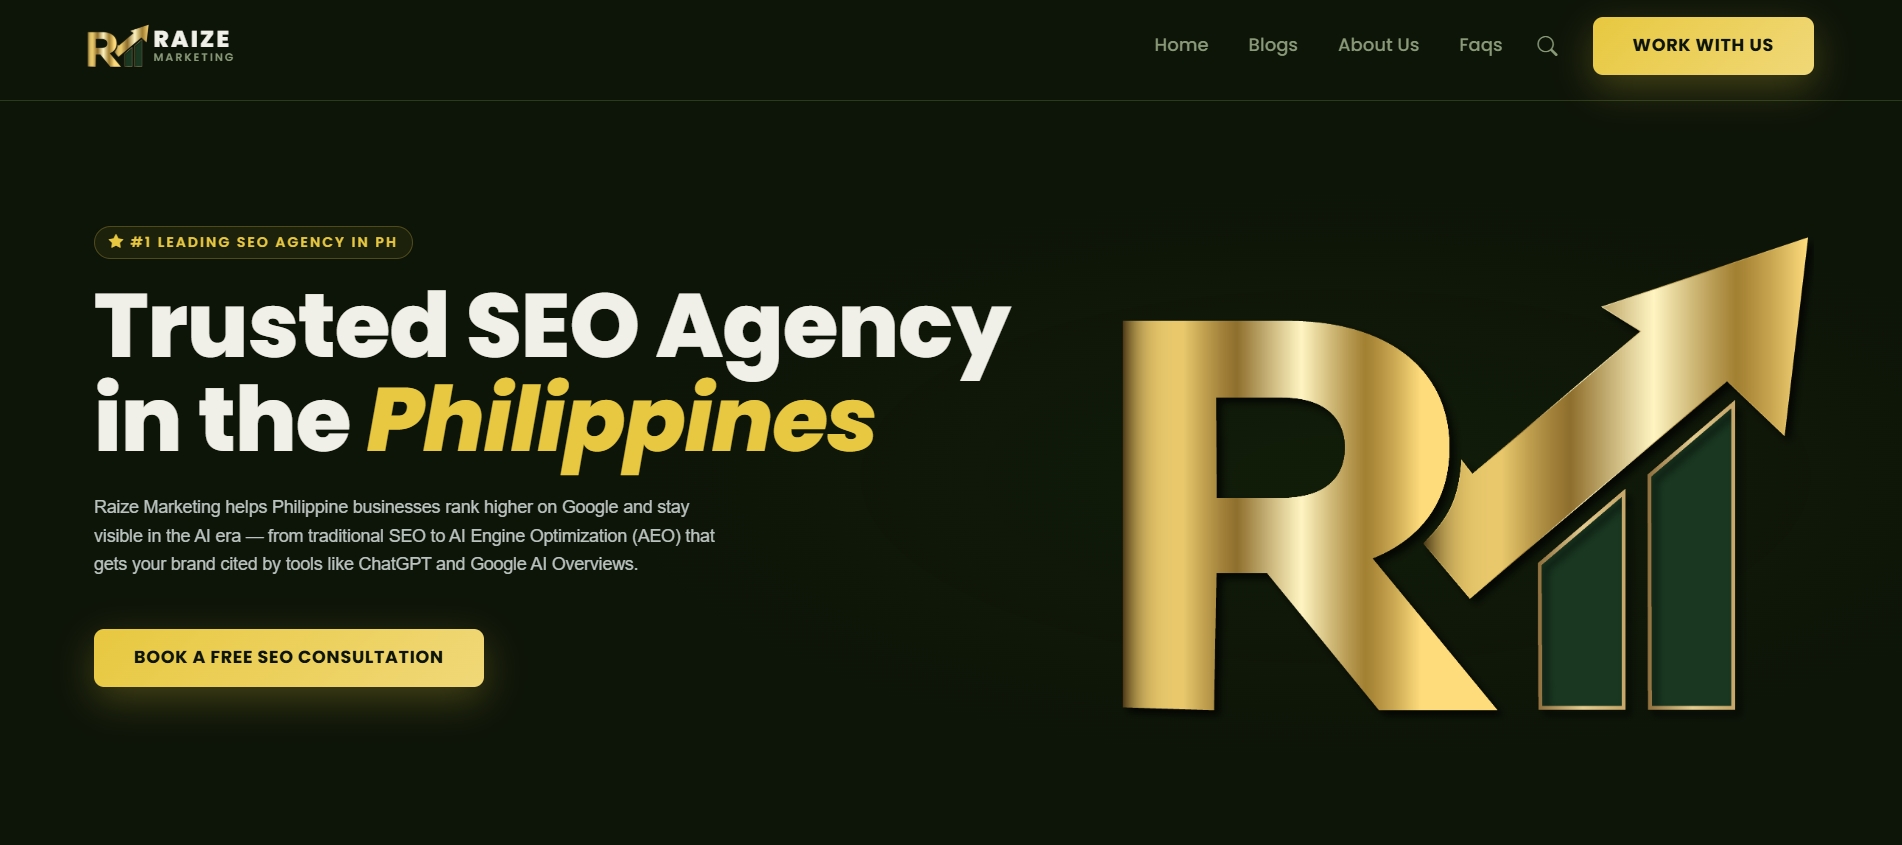 RAIZE
MARKETING
Home Blogs About Us Faqs WORK WITH US
#1 LEADING SEO AGENCY IN PH
Trusted SEO Agency
in the Philippines
Raize Marketing helps Philippine businesses rank higher on Google and stay
visible in the AI era — from traditional SEO to AI Engine Optimization (AEO) that
gets your brand cited by tools like ChatGPT and Google AI Overviews.
BOOK A FREE SEO CONSULTATION